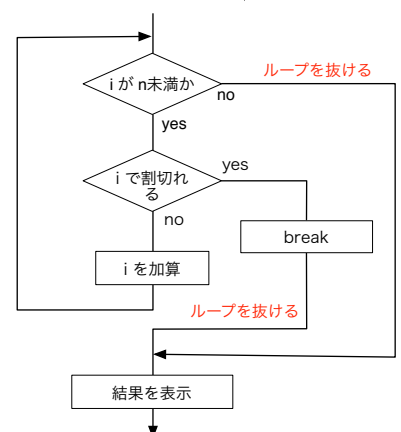 i が n未満か
no
ループを抜ける
yes
i で割切れ
る
yes
no
break
i を加算
ループを抜ける
結果を表示